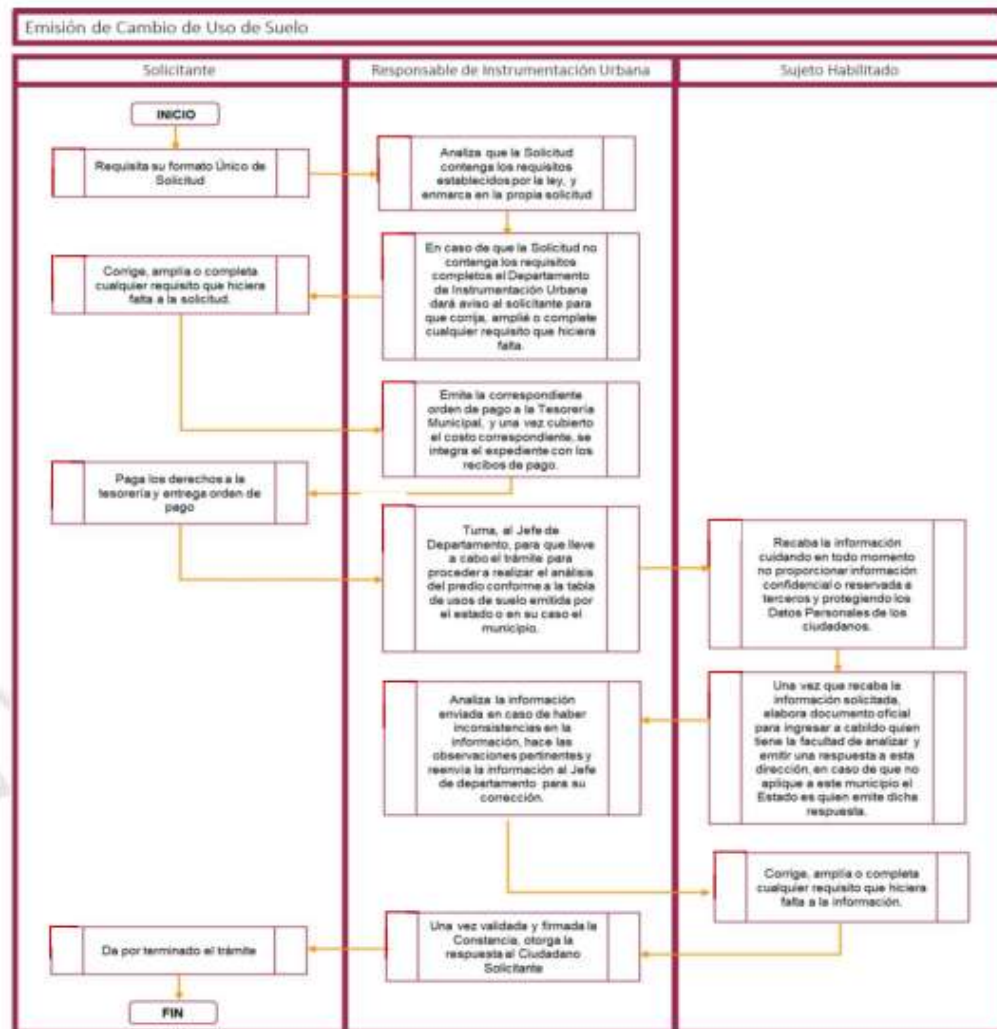 Emisión de Cambio de Uso de Suelo
Solicitante
Responsable de Instrumentación Urbana
Sujeto Habilitado
INICIO
Requisita su formato Único de
Solicitud
Analiza que la Solicitud
contenga los requisitos
establecidos por la ley, y
enmarca en la propia solicitud
En caso de que la Solicitud no
contenga los requisitos
completos el Departamento
de Instrumentación Urbana
dará aviso al solicitante para
que corrija, amplié o complete
cualquier requisito que hiciera
falta.
Corrige, amplia o completa
cualquier requisito que hiciera
falta a la solicitud.
Emite la correspondiente
orden de pago a la Tesorería
Municipal, y una vez cubierto
el costo correspondiente, se
integra el expediente con los
recibos de pago.
Paga los derechos a la
tesorería y entrega orden de
pago
Turna, al Jefe de
Departamento, para que lleve
a cabo el trámite para
proceder a realizar el análisis
del predio conforme a la tabla
de usos de suelo emitida por
el estado o en su caso el
municipio.
Recaba la información
cuidando en todo momento
no proporcionar información
confidencial o reservada a
terceros y protegiendo los
Datos Personales de los
ciudadanos.
Una vez que recaba la
información solicitada,
elabora documento oficial
para ingresar a cabildo quien
tiene la facultad de analizar y
emitir una respuesta a esta
dirección, en caso de que no
aplique a este municipio el
Estado es quien emite dicha
respuesta.
Analiza la información
enviada en caso de haber
inconsistencias en la
información, hace las
observaciones pertinentes y
reenvía la información al Jefe
de departamento para su
corrección.
Corrige, amplia o completa
cualquier requisito que hiciera
falta a la información.
Una vez validada y firmada la
Constancia, otorga la
respuesta al Ciudadano
Solicitante
Da por terminado el trámite
FIN